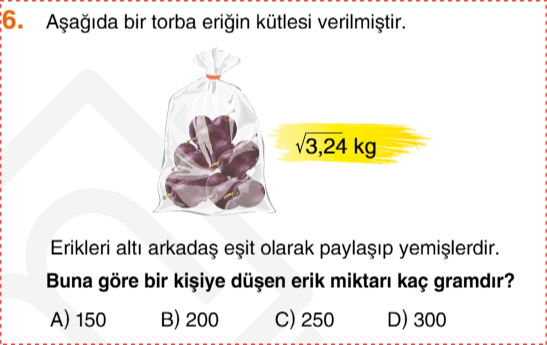 6. Aşağıda bir torba eriğin kütlesi verilmiştir.
√3,24 kg
Erikleri altı arkadaş eşit olarak paylaşıp yemişlerdir.
Buna göre bir kişiye düşen erik miktarı kaç gramdır?
A) 150 B) 200 C) 250 D) 300